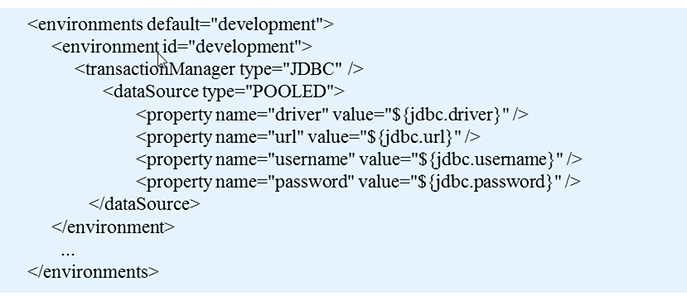 <environments default="development">
<environment id="development">
<transactionManager type="JDBC" />
<dataSource type="POOLED">
<property name="driver" value="${jdbc.driver}" />
<property name="url" value="${jdbc.url}" />
<property name="username" value="${jdbc.username}" />
<property name="password" value="${jdbc.password}" />
</dataSource>
</environment>
...
</environments>